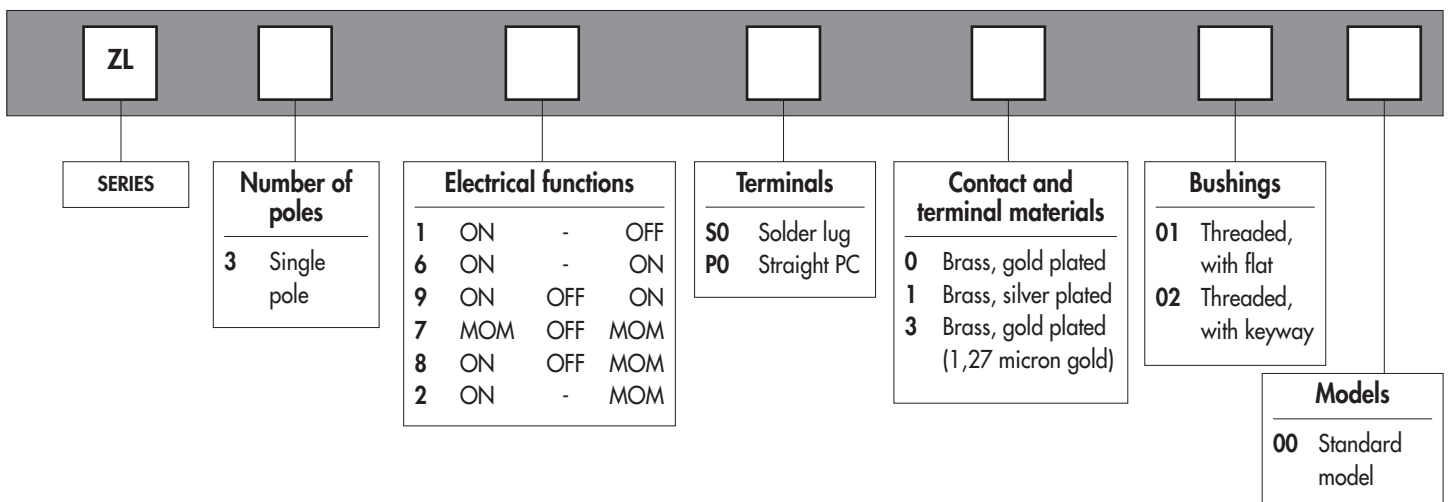 ZL
SERIES
Number of
poles
3 Single
pole
Electrical functions
1 ON - OFF
6 ON - ON
9 ON OFF ON
7 MOM OFF MOM
8 ON OFF MOM
2 ON - MOM
Terminals
S0 Solder lug
P0 Straight PC
Contact and
terminal materials
0 Brass, gold plated
1 Brass, silver plated
3 Brass, gold plated
(1,27 micron gold)
Bushings
01 Threaded,
with flat
02 Threaded,
with keyway
Models
00 Standard
model